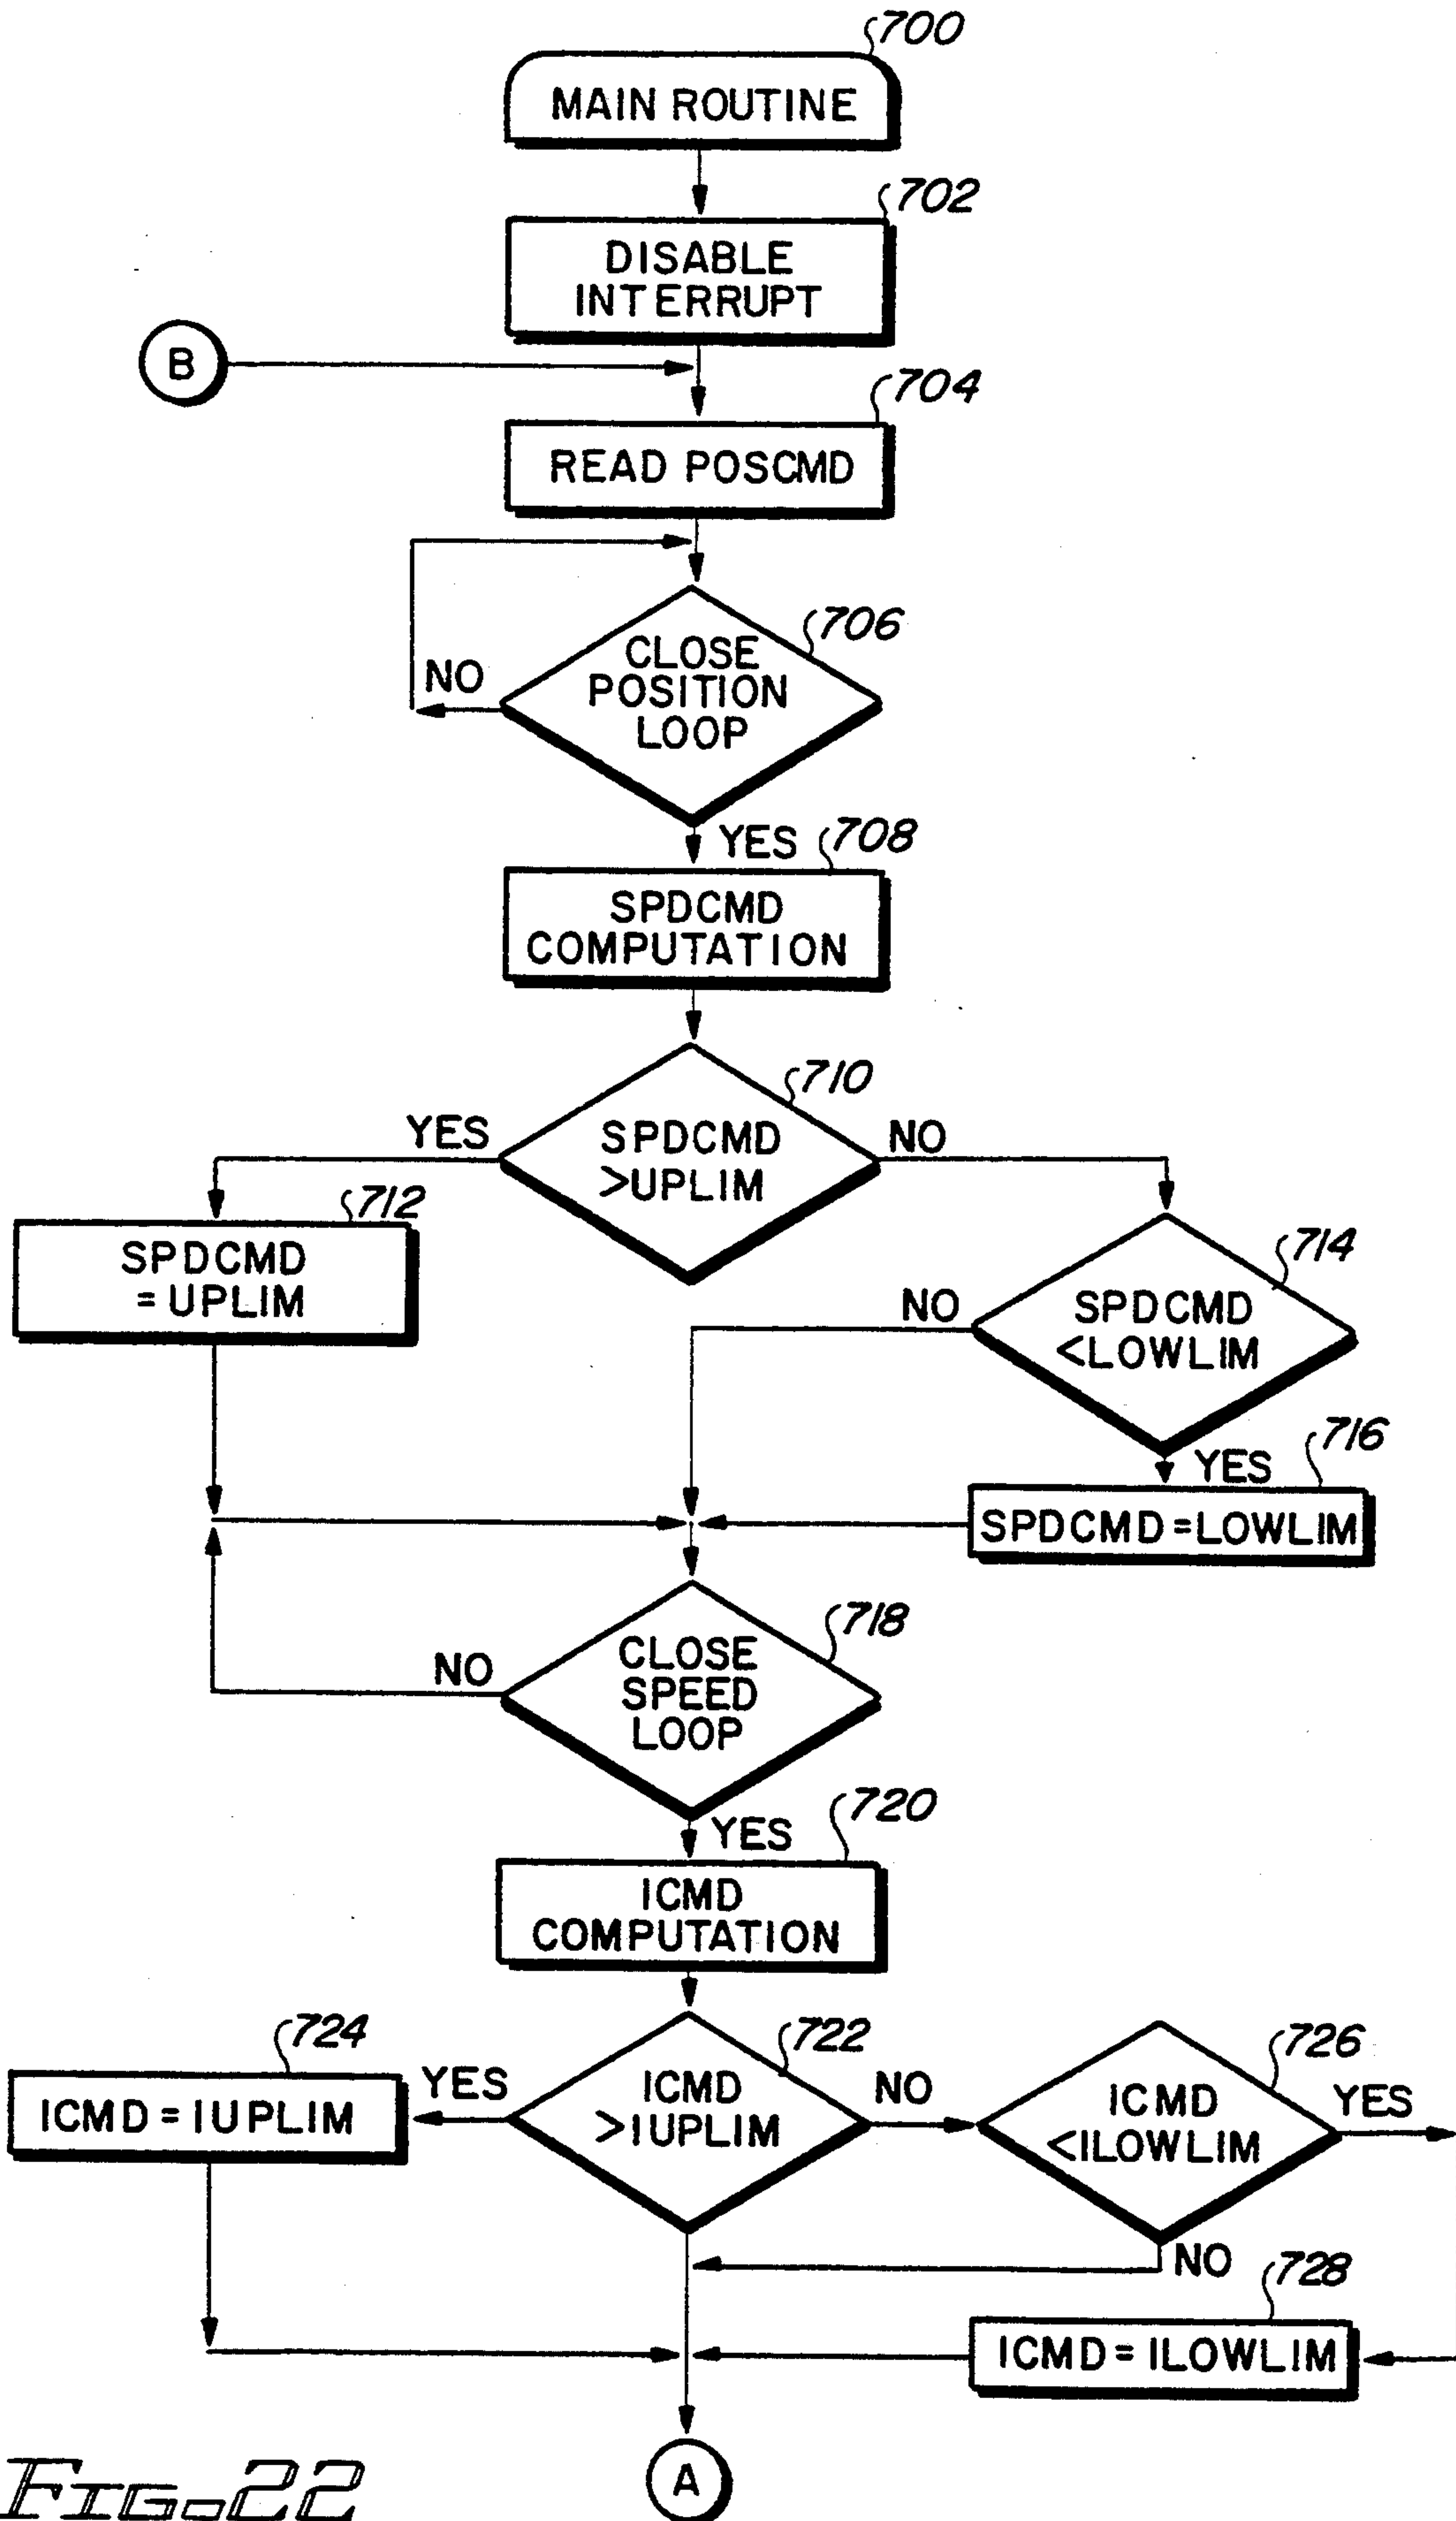 700
MAIN ROUTINE
702
DISABLE
INTERRUPT
B
704
READ POSCMD
706
CLOSE
POSITION
LOOP
NO
YES
708
SPDCMD
COMPUTATION
710
SPDCMD
>UPLIM
YES
NO
712
SPDCMD
= UPLIM
714
SPDCMD
<LOWLIM
NO
YES
716
SPDCMD=LOWLIM
718
CLOSE
SPEED
LOOP
NO
YES
720
ICMD
COMPUTATION
722
ICMD
>IUPLIM
YES
NO
724
ICMD = IUPLIM
726
ICMD
<ILOWLIM
YES
NO
728
ICMD = ILOWLIM
A
FIG-22